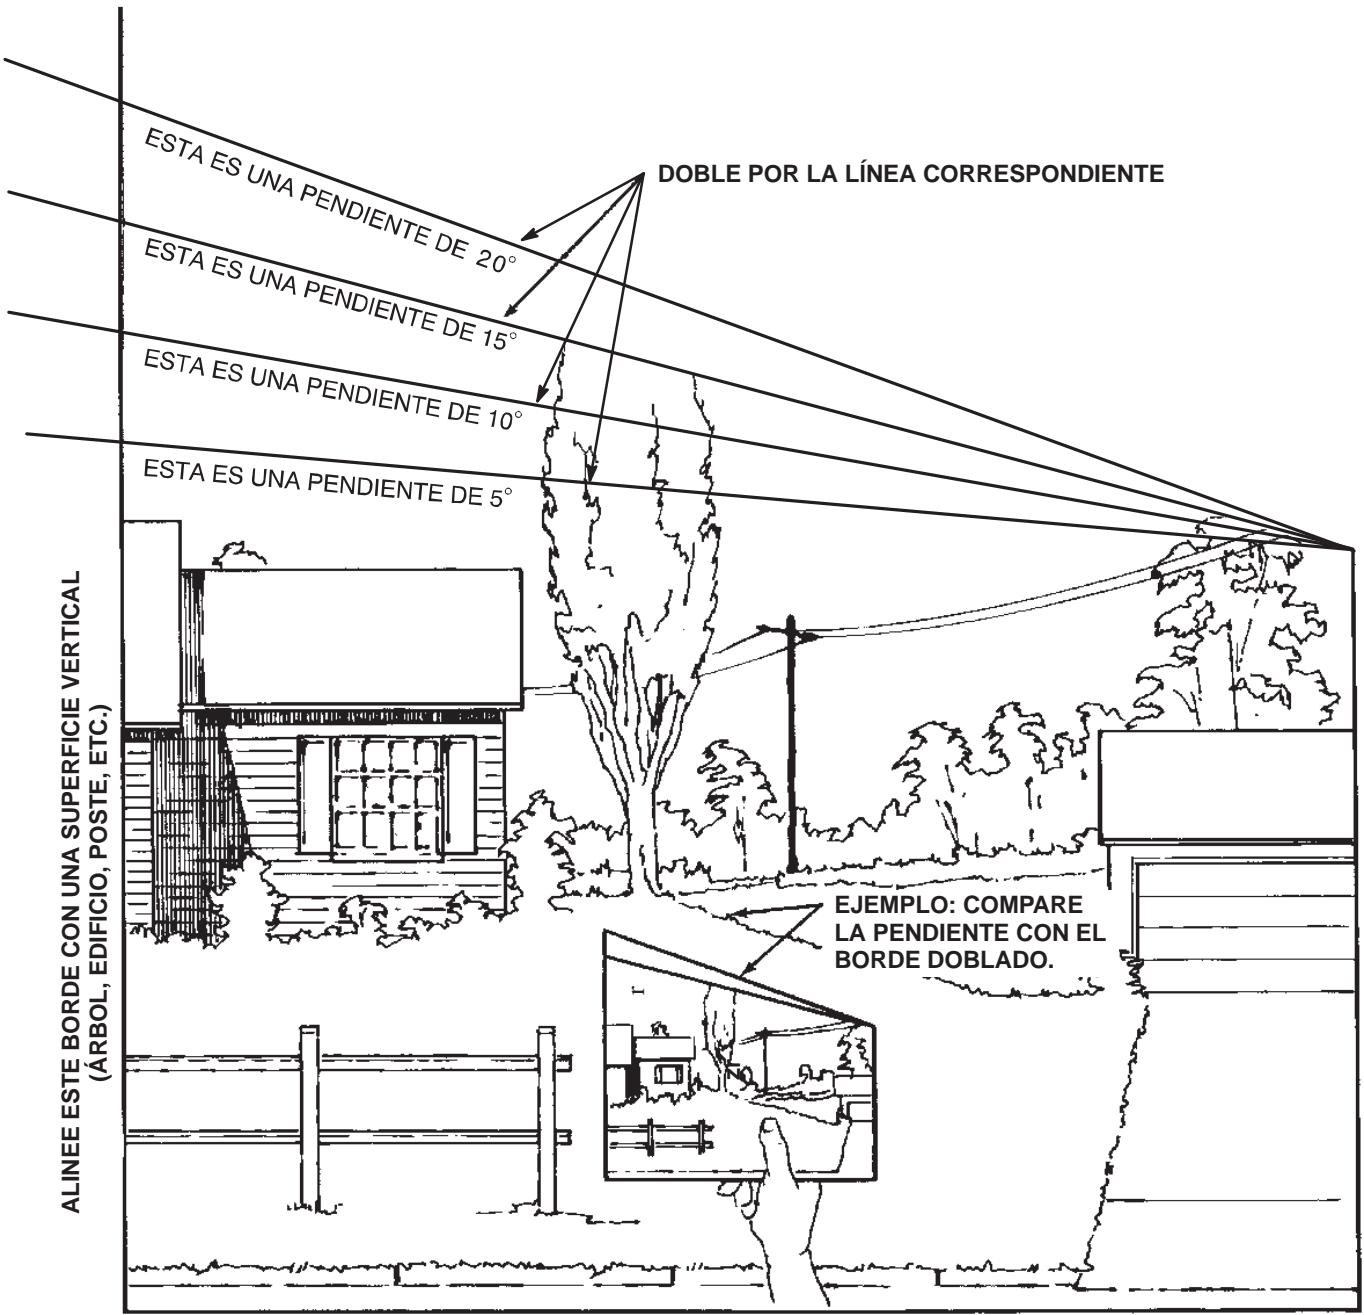 ESTA ES UNA PENDIENTE DE 20°
DOBLE POR LA LÍNEA CORRESPONDIENTE
ESTA ES UNA PENDIENTE DE 15°
ESTA ES UNA PENDIENTE DE 10°
ESTA ES UNA PENDIENTE DE 5°
ALINEE ESTE BORDE CON UNA SUPERFICIE VERTICAL
(ÁRBOL, EDIFICIO, POSTE, ETC.)
EJEMPLO: COMPARE
LA PENDIENTE CON EL
BORDE DOBLADO.